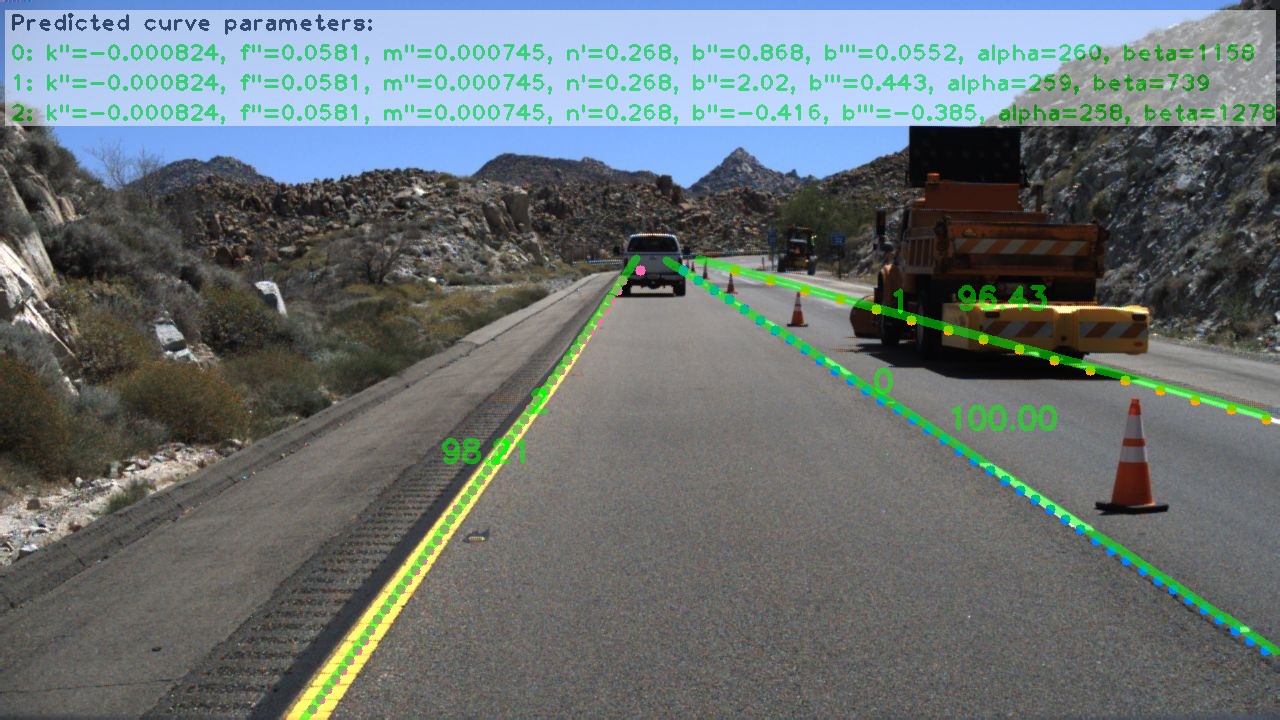 Predicted curve parameters:
0: k''=-0.000824, f''=0.0581, m''=0.000745, n'=0.268, b''=0.868, b'''=0.0552, alpha=260, beta=1158
1: k''=-0.000824, f''=0.0581, m''=0.000745, n'=0.268, b''=2.02, b'''=0.443, alpha=259, beta=739
2: k''=-0.000824, f''=0.0581, m''=0.000745, n'=0.268, b''=-0.416, b'''=-0.385, alpha=258, beta=1278
1 96.43
0
100.00
98.21